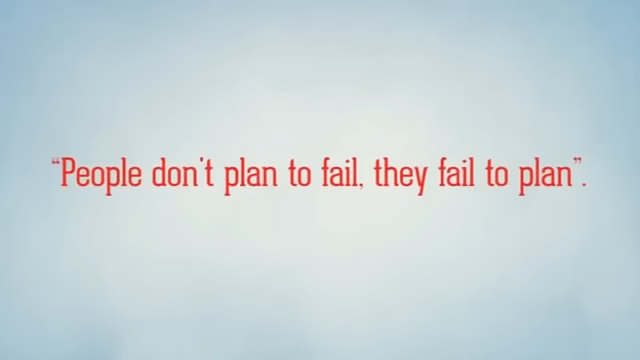 “People don't plan to fail, they fail to plan”.